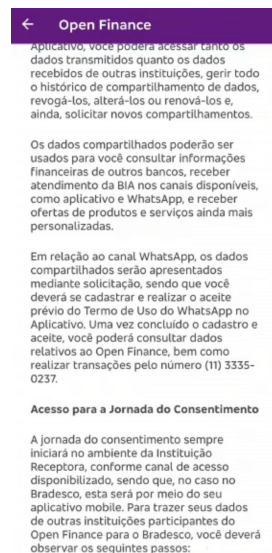 ← Open Finance
Aplicativo, você poderá acessar tanto os
dados transmitidos quanto os dados
recebidos de outras instituições, gerir todo
o histórico de compartilhamento de dados,
revogá-los, alterá-los ou renová-los e,
ainda, solicitar novos compartilhamentos.
Os dados compartilhados poderão ser
usados para você consultar informações
financeiras de outros bancos, receber
atendimento da BIA nos canais disponíveis,
como aplicativo e WhatsApp, e receber
ofertas de produtos e serviços ainda mais
personalizadas.
Em relação ao canal WhatsApp, os dados
compartilhados serão apresentados
mediante solicitação, sendo que você
deverá se cadastrar e realizar o aceite
prévio do Termo de Uso do WhatsApp no
Aplicativo. Uma vez concluído o cadastro e
aceite, você poderá consultar dados
relativos ao Open Finance, bem como
realizar transações pelo número (11) 3335-
0237.
Acesso para a Jornada do Consentimento
A jornada do consentimento sempre
iniciará no ambiente da Instituição
Receptora, conforme canal de acesso
disponibilizado, sendo que, no caso no
Bradesco, esta será por meio do seu
aplicativo mobile. Para trazer seus dados
de outras instituições participantes do
Open Finance para o Bradesco, você deverá
observar os seguintes passos: